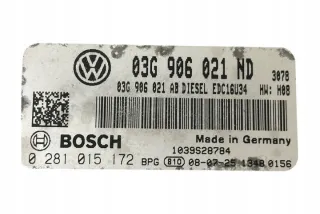 03G 906 021 ND 3078
03G 906 021 AB DIESEL EDC16U34 HW: H08
BOSCH Made in Germany
1039S28784
0 281 015 172 BPG 810 08-07-25 1348 0156